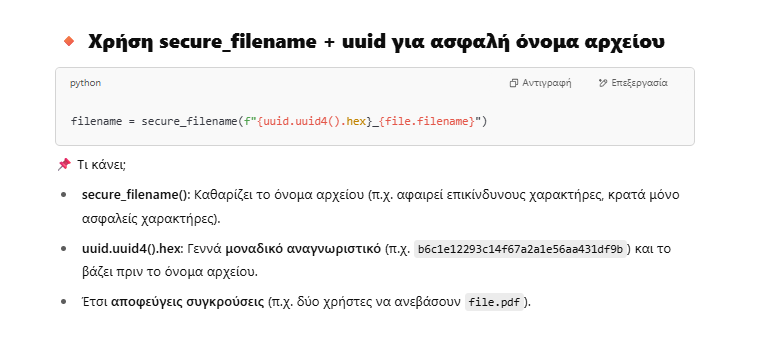 Χρήση secure_filename + uuid για ασφαλή όνομα αρχείου
python Αντιγραφή Επεξεργασία
filename = secure_filename(f"{uuid.uuid4().hex}_{file.filename}")
Τι κάνει;
• secure_filename(): Καθαρίζει το όνομα αρχείου (π.χ. αφαιρεί επικίνδυνους χαρακτήρες, κρατά μόνο
ασφαλείς χαρακτήρες).
• uuid.uuid4().hex: Γεννά μοναδικό αναγνωριστικό (π.χ. b6c1e12293c14f67a2a1e56aa431df9b) και το
βάζει πριν το όνομα αρχείου.
• Έτσι αποφεύγεις συγκρούσεις (π.χ. δύο χρήστες να ανεβάσουν file.pdf).